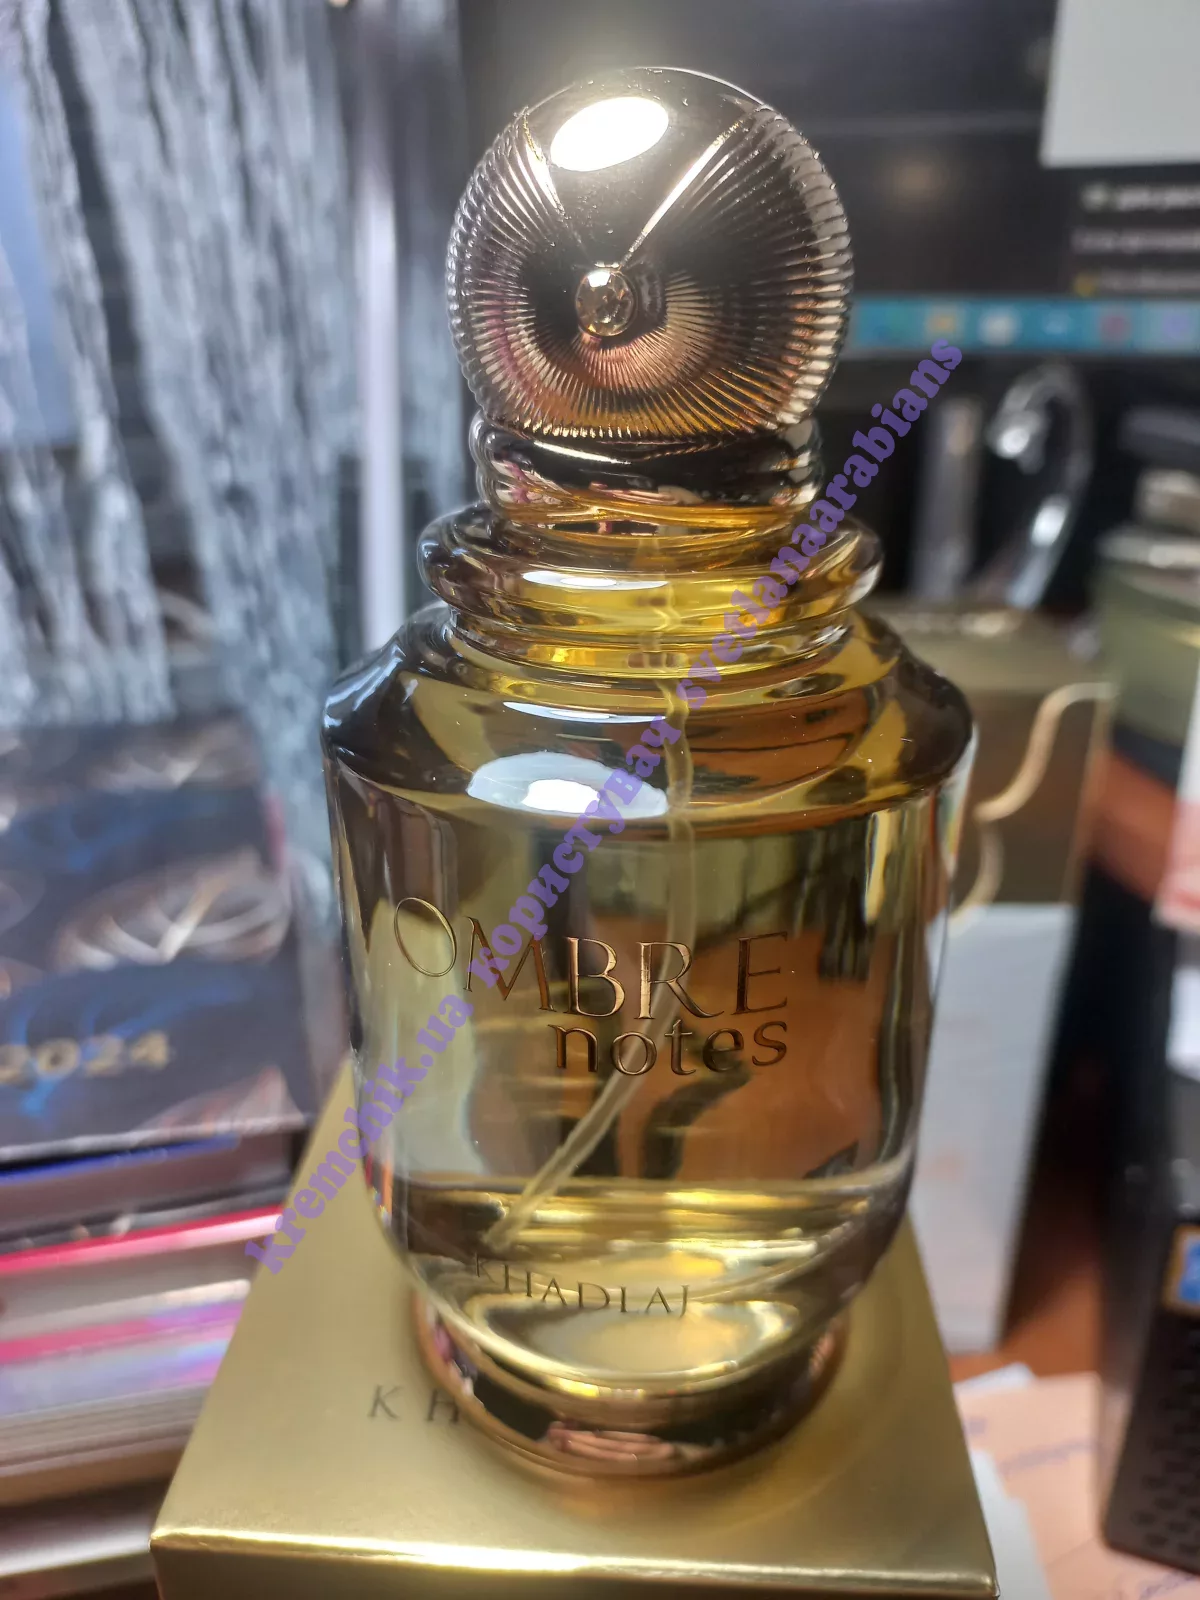 OMBRE
notes
KHADLAJ
KH
2024
kremchik.ua користувач svetlanaarabians